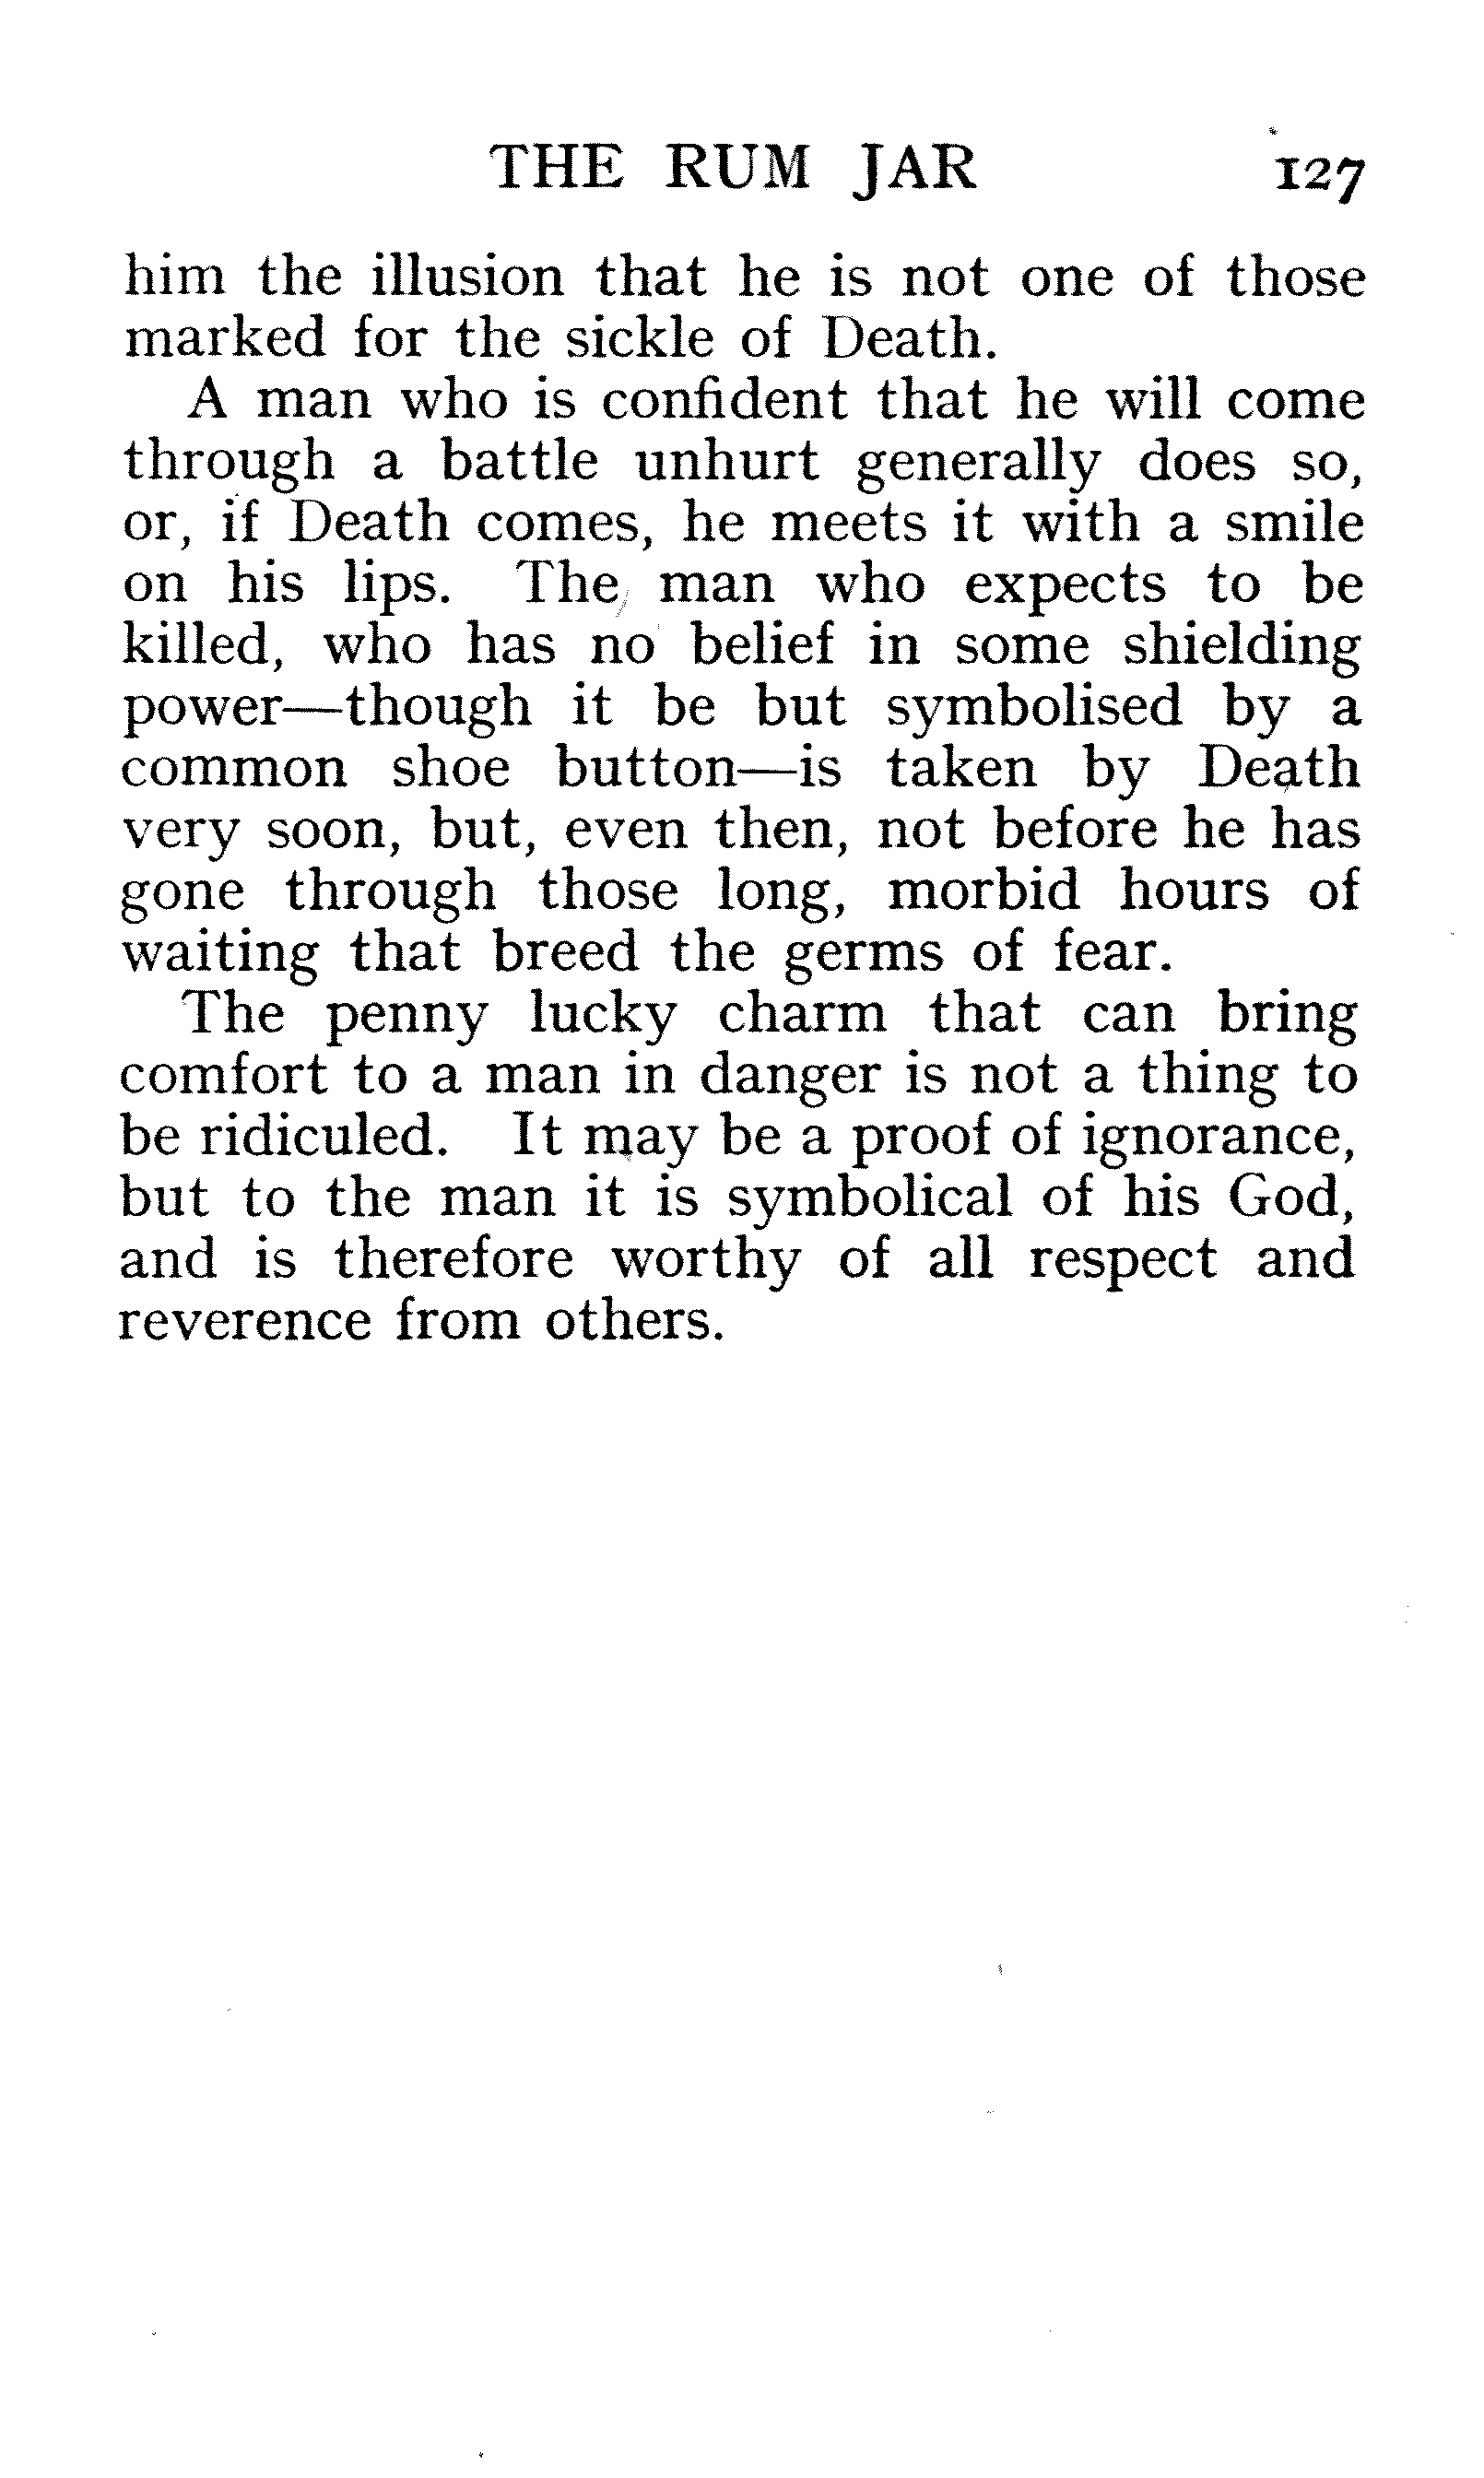 THE RUM JAR 127
him the illusion that he is not one of those
marked for the sickle of Death.
A man who is confident that he will come
through a battle unhurt generally does so,
or, if Death comes, he meets it with a smile
on his lips. The man who expects to be
killed, who has no belief in some shielding
power—though it be but symbolised by a
common shoe button—is taken by Death
very soon, but, even then, not before he has
gone through those long, morbid hours of
waiting that breed the germs of fear.
The penny lucky charm that can bring
comfort to a man in danger is not a thing to
be ridiculed. It may be a proof of ignorance,
but to the man it is symbolical of his God,
and is therefore worthy of all respect and
reverence from others.